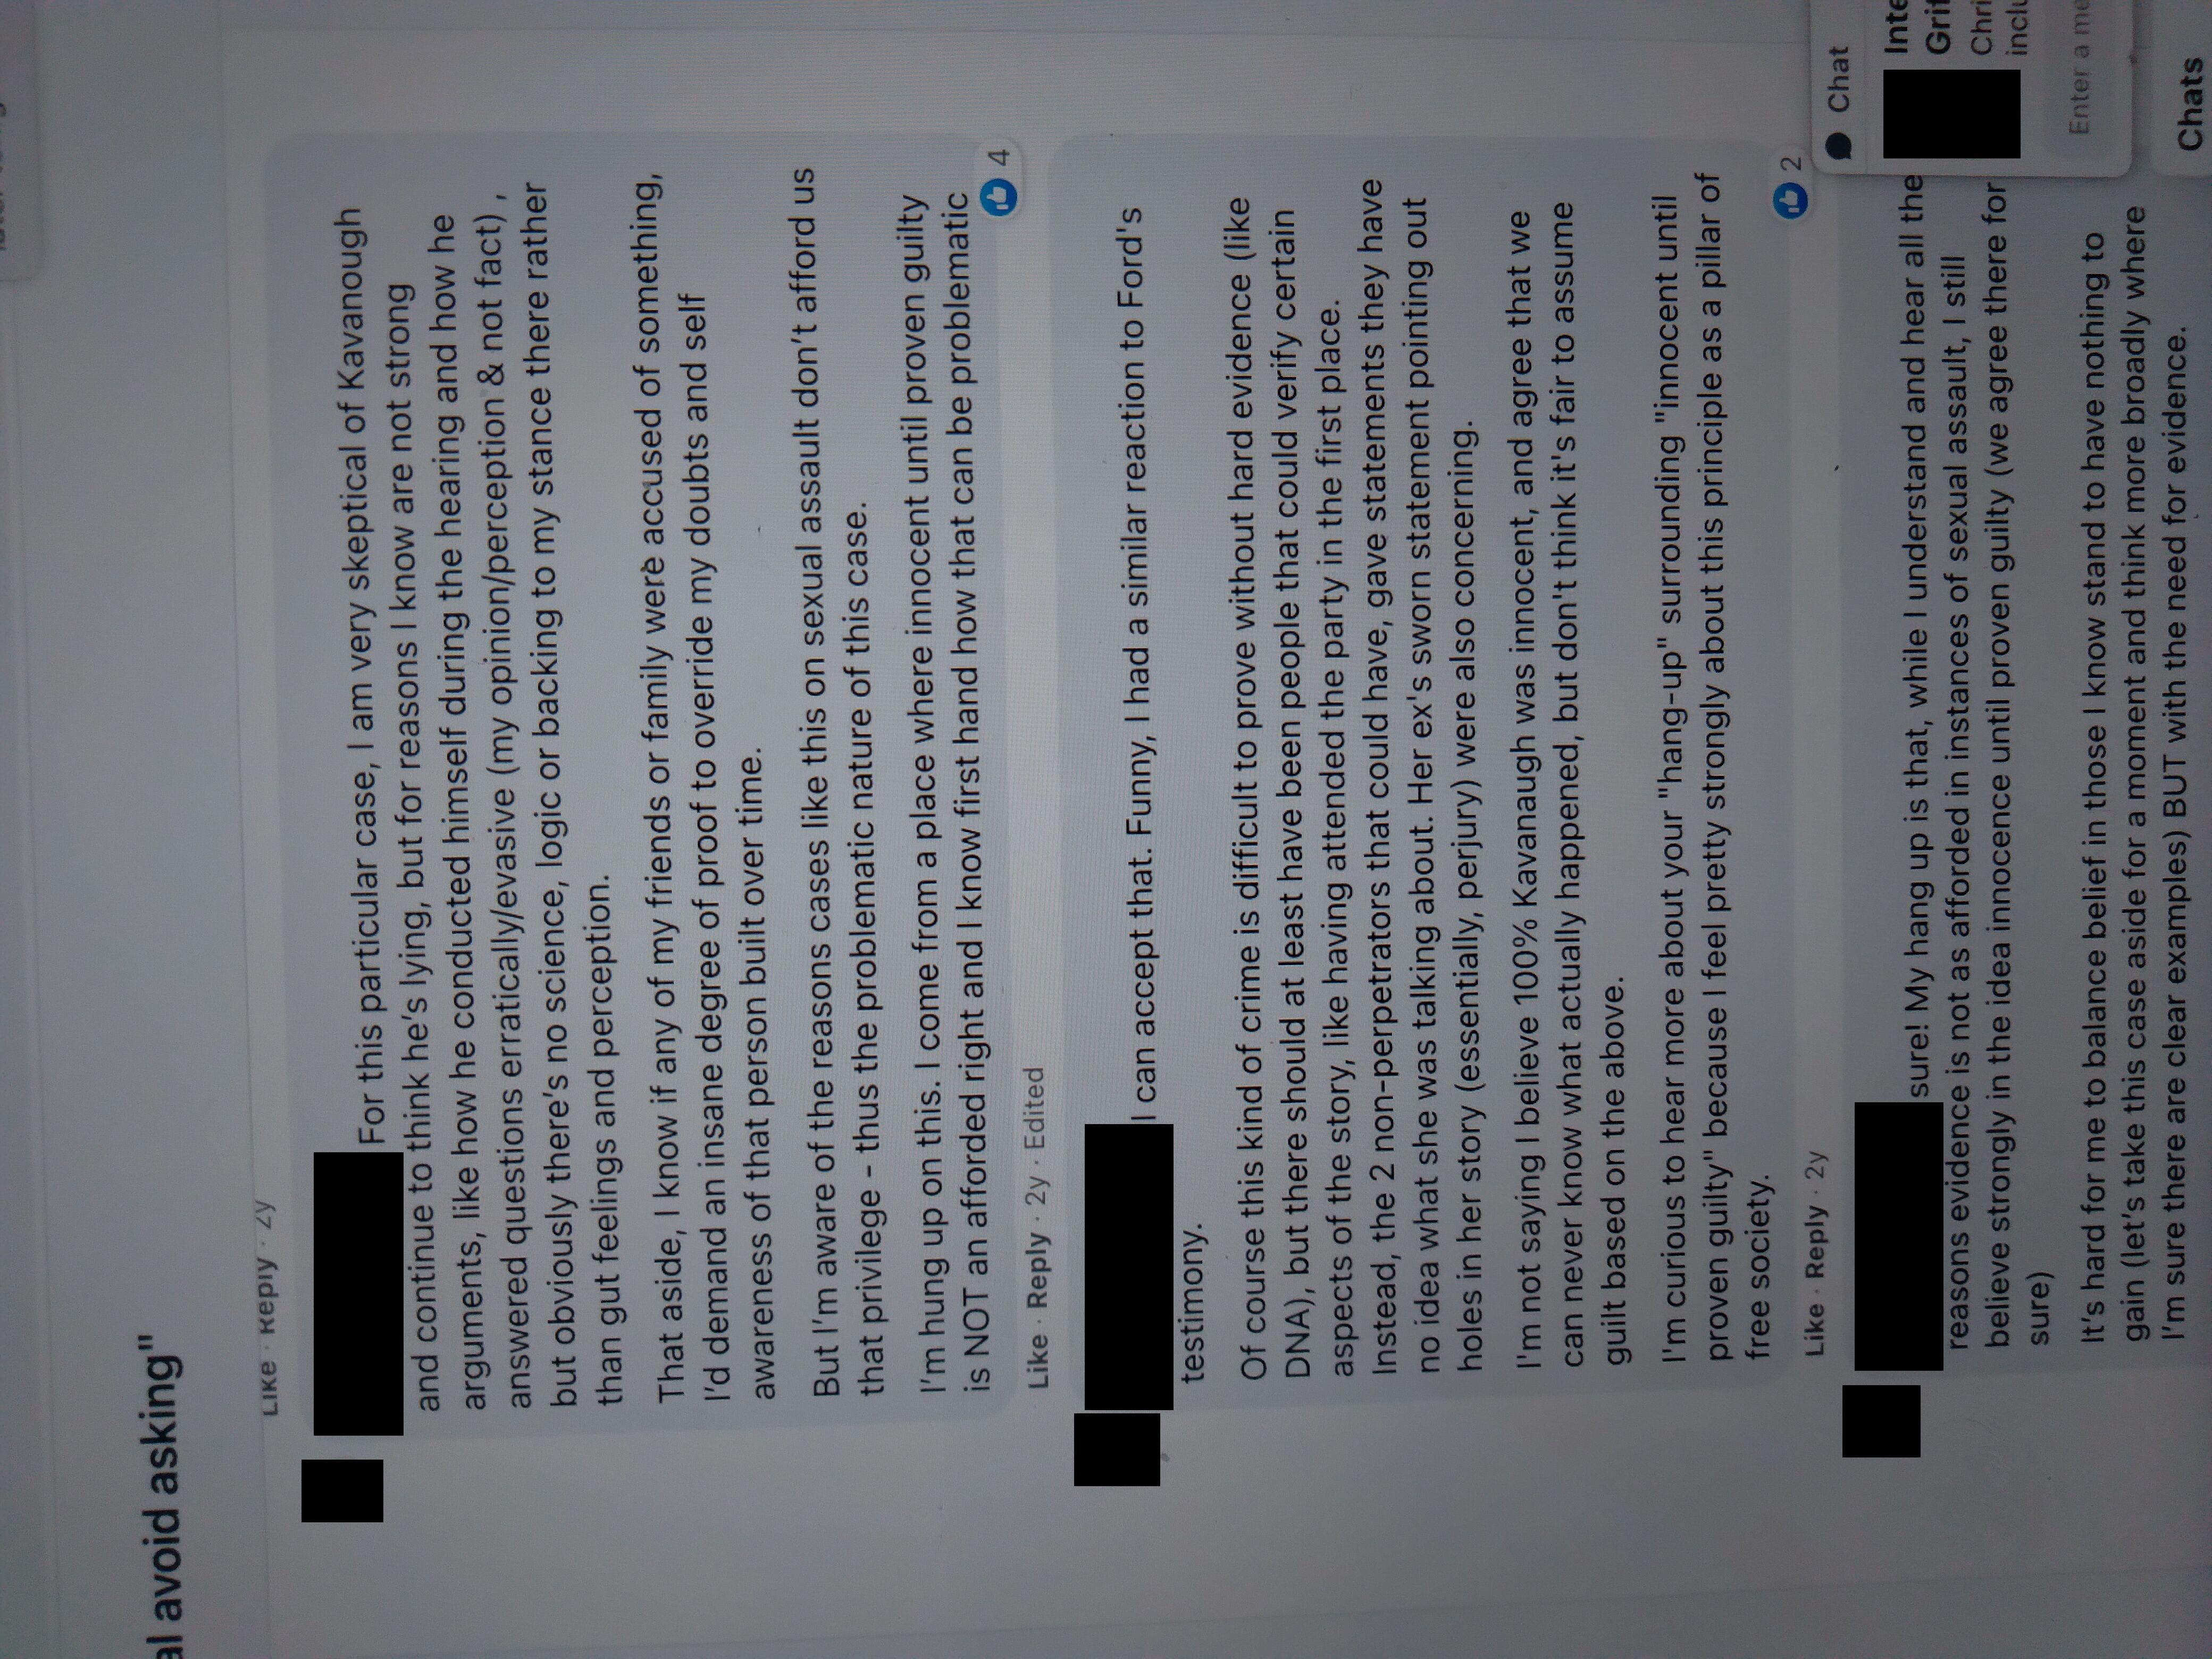 al avoid asking"
Like · Reply · 2y
For this particular case, I am very skeptical of Kavanough
and continue to think he's lying, but for reasons I know are not strong
arguments, like how he conducted himself during the hearing and how he
answered questions erratically/evasive (my opinion/perception & not fact) ,
but obviously there's no science, logic or backing to my stance there rather
than gut feelings and perception.
That aside, I know if any of my friends or family were accused of something,
I'd demand an insane degree of proof to override my doubts and self
awareness of that person built over time.
But I'm aware of the reasons cases like this on sexual assault don't afford us
that privilege - thus the problematic nature of this case.
I'm hung up on this. I come from a place where innocent until proven guilty
is NOT an afforded right and I know first hand how that can be problematic
4
Like · Reply · 2y · Edited
I can accept that. Funny, I had a similar reaction to Ford's
testimony.
Of course this kind of crime is difficult to prove without hard evidence (like
DNA), but there should at least have been people that could verify certain
aspects of the story, like having attended the party in the first place.
Instead, the 2 non-perpetrators that could have, gave statements they have
no idea what she was talking about. Her ex's sworn statement pointing out
holes in her story (essentially, perjury) were also concerning.
I'm not saying I believe 100% Kavanaugh was innocent, and agree that we
can never know what actually happened, but don't think it's fair to assume
guilt based on the above.
I'm curious to hear more about your "hang-up" surrounding "innocent until
proven guilty" because I feel pretty strongly about this principle as a pillar of
free society.
2
Like · Reply · 2y
sure! My hang up is that, while I understand and hear all the
reasons evidence is not as afforded in instances of sexual assault, I still
believe strongly in the idea innocence until proven guilty (we agree there for
sure)
It's hard for me to balance belief in those I know stand to have nothing to
gain (let's take this case aside for a moment and think more broadly where
I'm sure there are clear examples) BUT with the need for evidence.
Chat
Inte
Grif
Chri
inclu
Enter a me
Chats